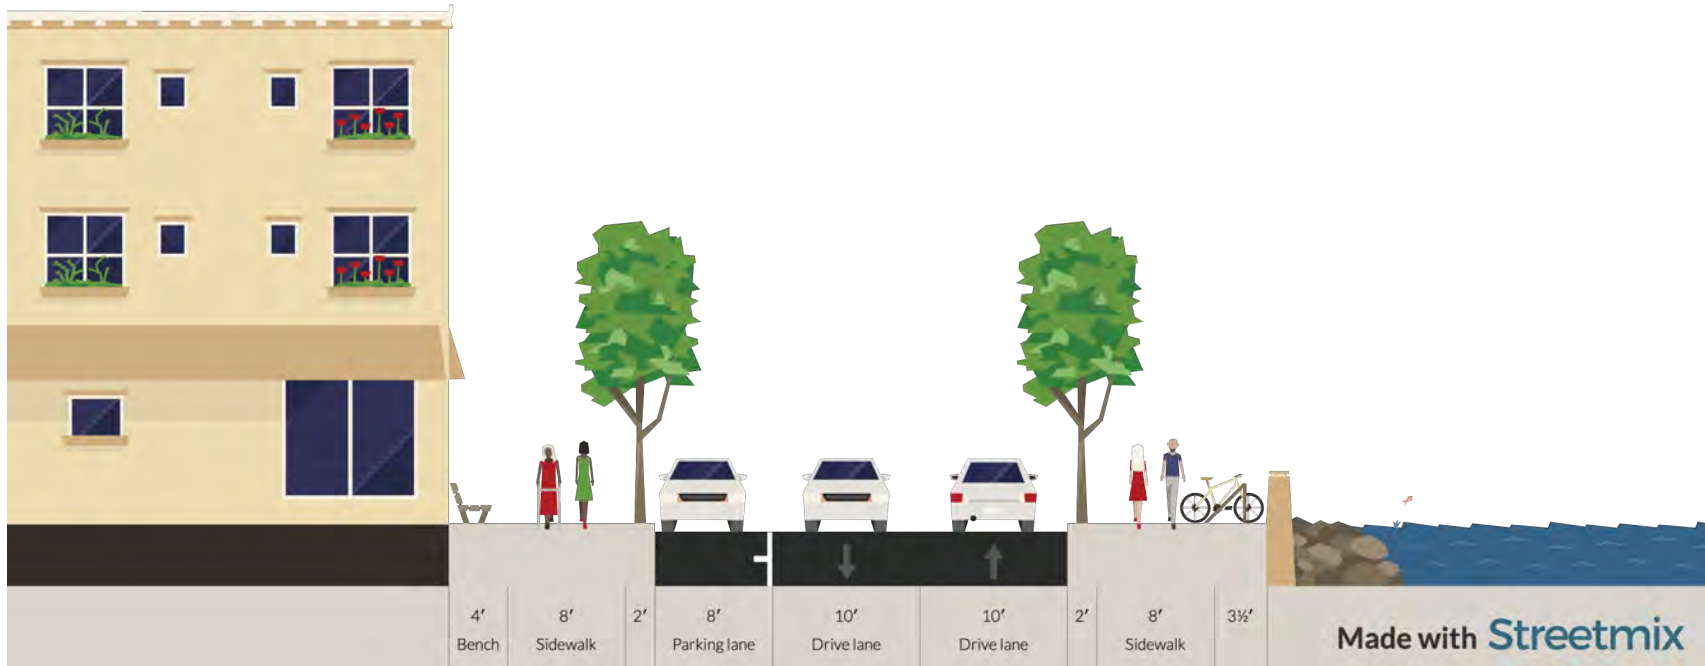 4′ 8′ 2′ 8′ 10′ 10′ 2′ 8′ 3½′
Bench Sidewalk Parking lane Drive lane Drive lane Sidewalk
Made with Streetmix